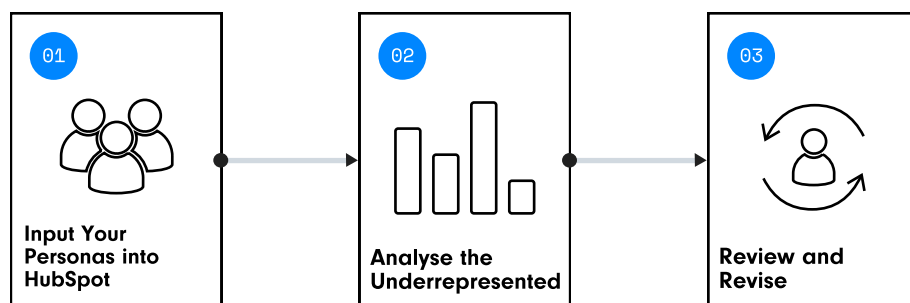 01
Input Your
Personas into
HubSpot
02
Analyse the
Underrepresented
03
Review and
Revise